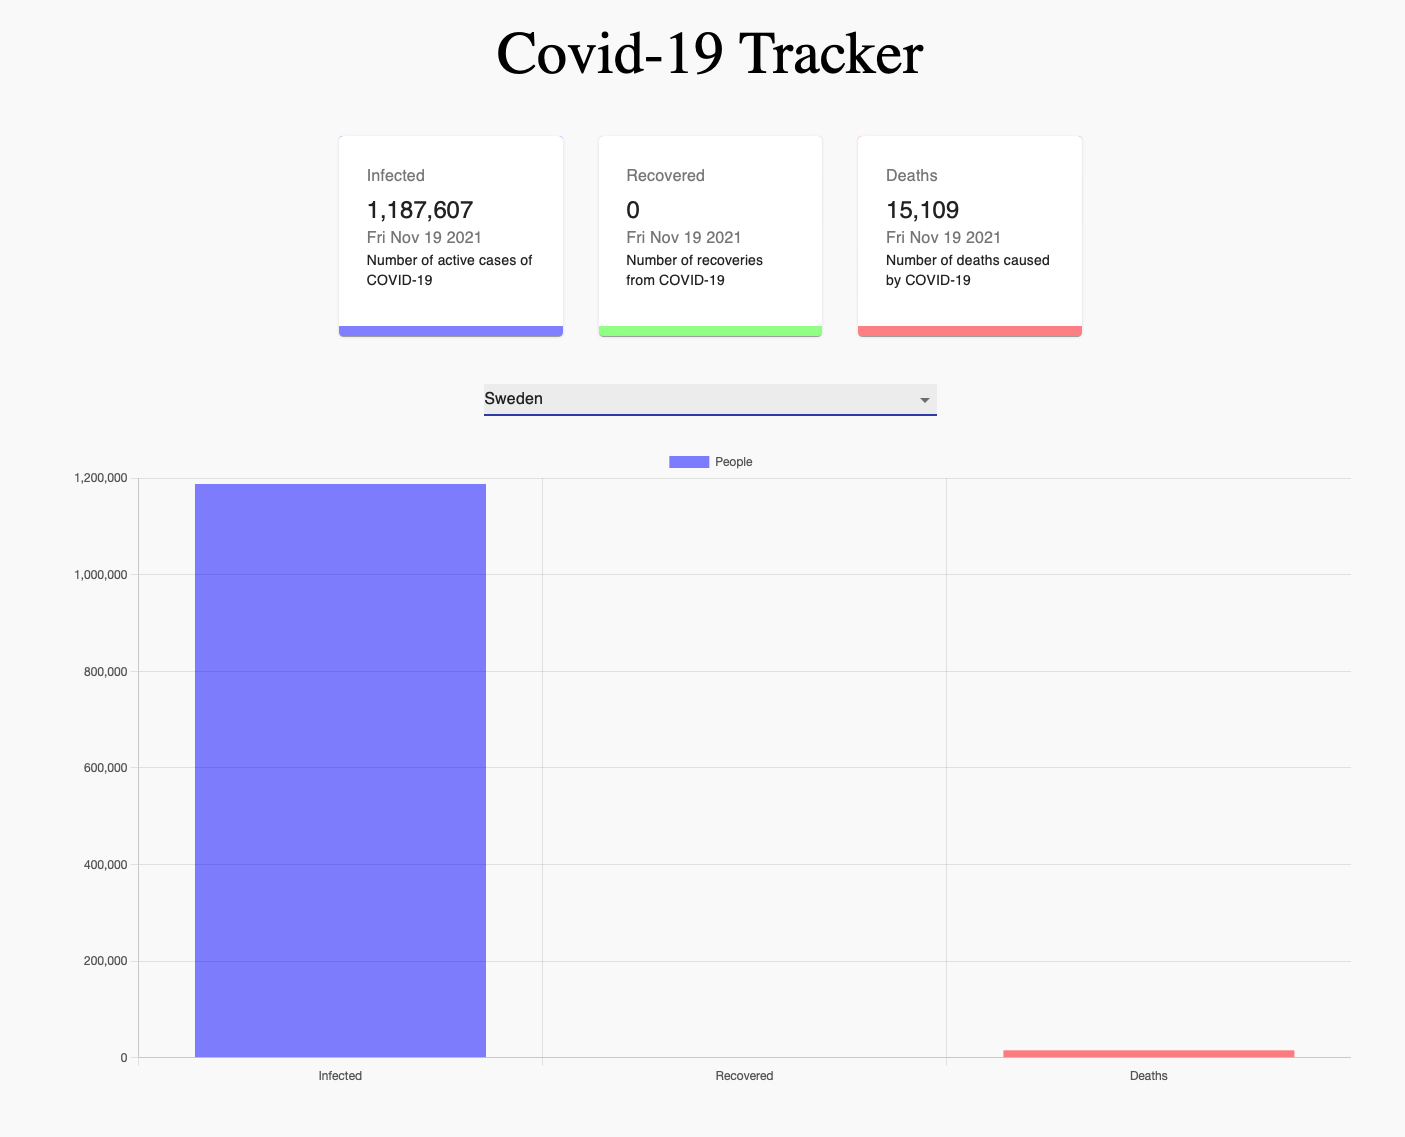 Covid-19 Tracker
Infected
1,187,607
Fri Nov 19 2021
Number of active cases of
COVID-19
Recovered
0
Fri Nov 19 2021
Number of recoveries
from COVID-19
Deaths
15,109
Fri Nov 19 2021
Number of deaths caused
by COVID-19
Sweden
People
1,200,000
1,000,000
800,000
600,000
400,000
200,000
0
Infected
Recovered
Deaths